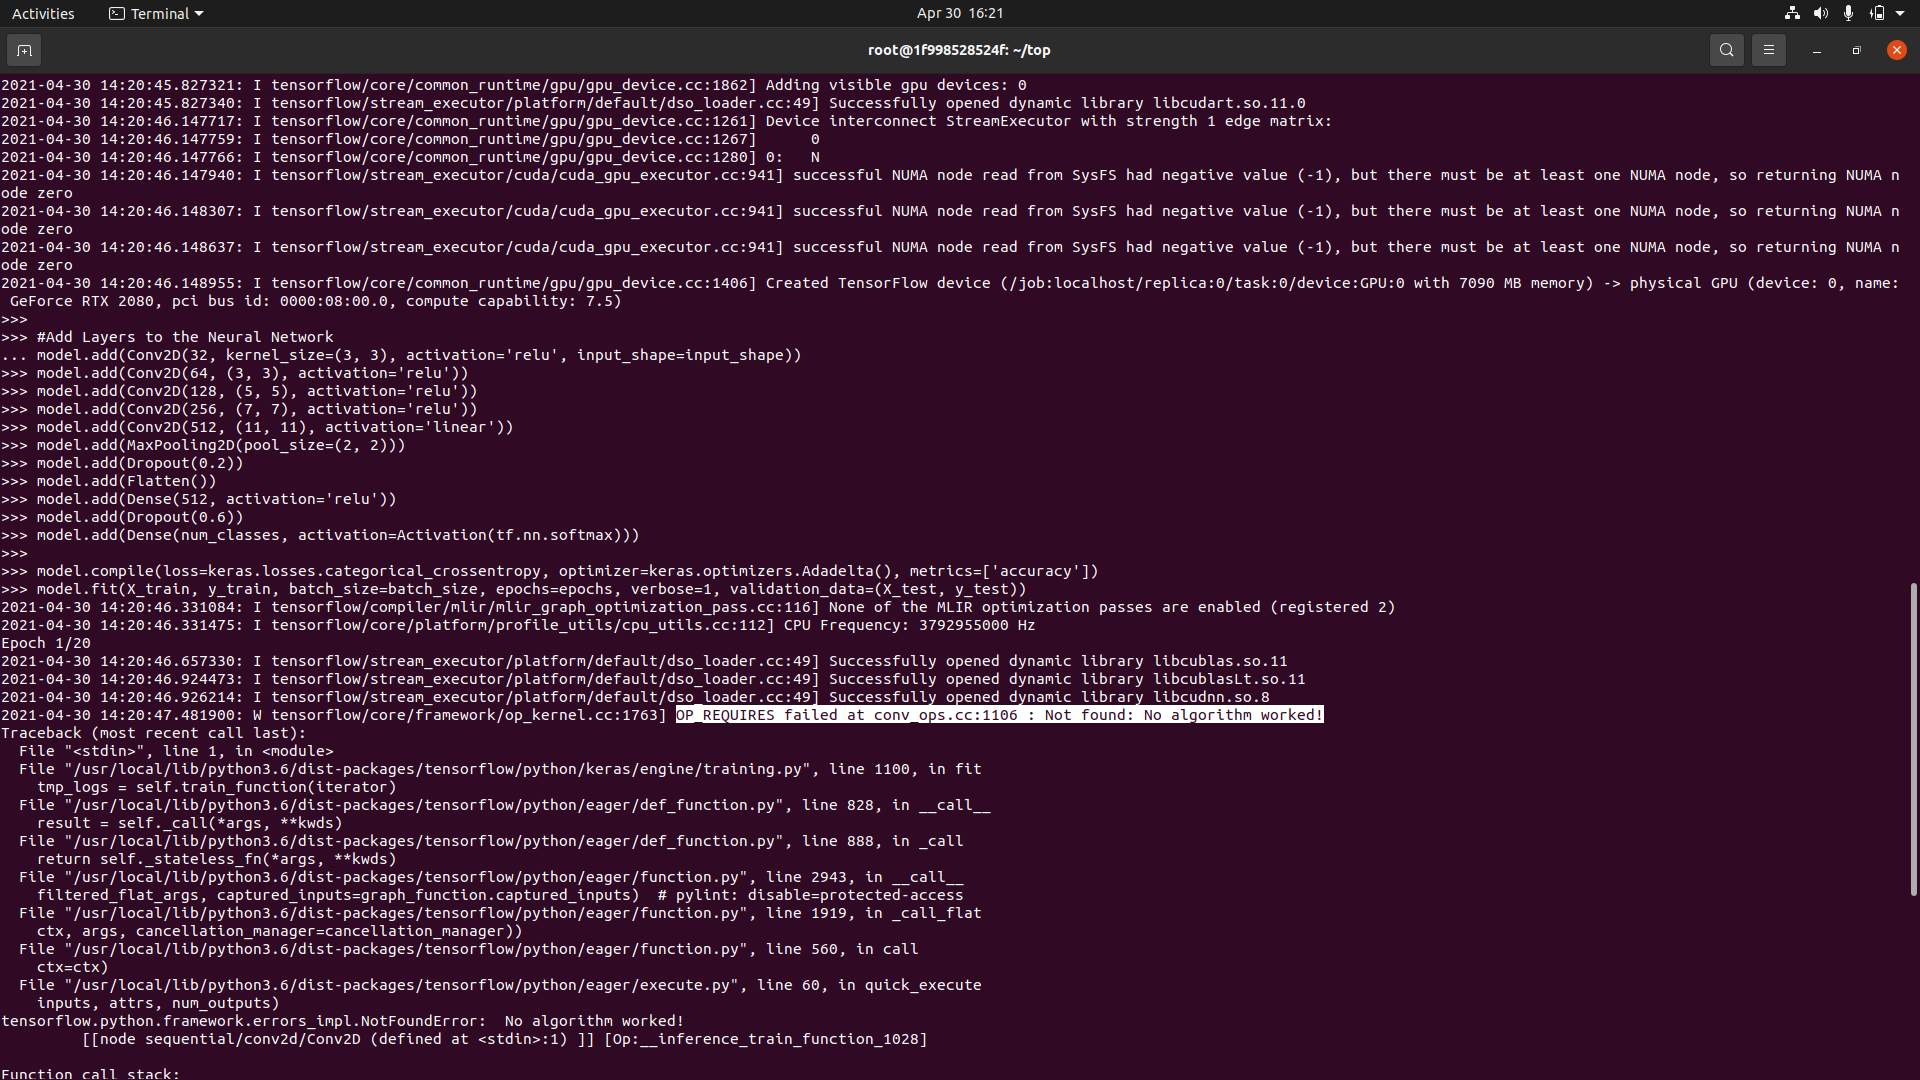 Activities
Terminal
Apr 30 16:21
root@1f998528524f: ~/top
2021-04-30 14:20:45.827321: I tensorflow/core/common_runtime/gpu/gpu_device.cc:1862] Adding visible gpu devices: 0
2021-04-30 14:20:45.827340: I tensorflow/stream_executor/platform/default/dso_loader.cc:49] Successfully opened dynamic library libcudart.so.11.0
2021-04-30 14:20:46.147717: I tensorflow/core/common_runtime/gpu/gpu_device.cc:1261] Device interconnect StreamExecutor with strength 1 edge matrix:
2021-04-30 14:20:46.147759: I tensorflow/core/common_runtime/gpu/gpu_device.cc:1267]      0
2021-04-30 14:20:46.147766: I tensorflow/core/common_runtime/gpu/gpu_device.cc:1280] 0:   N
2021-04-30 14:20:46.147940: I tensorflow/stream_executor/cuda/cuda_gpu_executor.cc:941] successful NUMA node read from SysFS had negative value (-1), but there must be at least one NUMA node, so returning NUMA n
ode zero
2021-04-30 14:20:46.148307: I tensorflow/stream_executor/cuda/cuda_gpu_executor.cc:941] successful NUMA node read from SysFS had negative value (-1), but there must be at least one NUMA node, so returning NUMA n
ode zero
2021-04-30 14:20:46.148637: I tensorflow/stream_executor/cuda/cuda_gpu_executor.cc:941] successful NUMA node read from SysFS had negative value (-1), but there must be at least one NUMA node, so returning NUMA n
ode zero
2021-04-30 14:20:46.148955: I tensorflow/core/common_runtime/gpu/gpu_device.cc:1406] Created TensorFlow device (/job:localhost/replica:0/task:0/device:GPU:0 with 7090 MB memory) -> physical GPU (device: 0, name:
 GeForce RTX 2080, pci bus id: 0000:08:00.0, compute capability: 7.5)
>>>
>>> #Add Layers to the Neural Network
... model.add(Conv2D(32, kernel_size=(3, 3), activation='relu', input_shape=input_shape))
>>> model.add(Conv2D(64, (3, 3), activation='relu'))
>>> model.add(Conv2D(128, (5, 5), activation='relu'))
>>> model.add(Conv2D(256, (7, 7), activation='relu'))
>>> model.add(Conv2D(512, (11, 11), activation='linear'))
>>> model.add(MaxPooling2D(pool_size=(2, 2)))
>>> model.add(Dropout(0.2))
>>> model.add(Flatten())
>>> model.add(Dense(512, activation='relu'))
>>> model.add(Dropout(0.6))
>>> model.add(Dense(num_classes, activation=Activation(tf.nn.softmax)))
>>>
>>> model.compile(loss=keras.losses.categorical_crossentropy, optimizer=keras.optimizers.Adadelta(), metrics=['accuracy'])
>>> model.fit(X_train, y_train, batch_size=batch_size, epochs=epochs, verbose=1, validation_data=(X_test, y_test))
2021-04-30 14:20:46.331084: I tensorflow/compiler/mlir/mlir_graph_optimization_pass.cc:116] None of the MLIR optimization passes are enabled (registered 2)
2021-04-30 14:20:46.331475: I tensorflow/core/platform/profile_utils/cpu_utils.cc:112] CPU Frequency: 3792955000 Hz
Epoch 1/20
2021-04-30 14:20:46.657330: I tensorflow/stream_executor/platform/default/dso_loader.cc:49] Successfully opened dynamic library libcublas.so.11
2021-04-30 14:20:46.924473: I tensorflow/stream_executor/platform/default/dso_loader.cc:49] Successfully opened dynamic library libcublasLt.so.11
2021-04-30 14:20:46.926214: I tensorflow/stream_executor/platform/default/dso_loader.cc:49] Successfully opened dynamic library libcudnn.so.8
2021-04-30 14:20:47.481900: W tensorflow/core/framework/op_kernel.cc:1763] OP_REQUIRES failed at conv_ops.cc:1106 : Not found: No algorithm worked!
Traceback (most recent call last):
  File "<stdin>", line 1, in <module>
  File "/usr/local/lib/python3.6/dist-packages/tensorflow/python/keras/engine/training.py", line 1100, in fit
    tmp_logs = self.train_function(iterator)
  File "/usr/local/lib/python3.6/dist-packages/tensorflow/python/eager/def_function.py", line 828, in __call__
    result = self._call(*args, **kwds)
  File "/usr/local/lib/python3.6/dist-packages/tensorflow/python/eager/def_function.py", line 888, in _call
    return self._stateless_fn(*args, **kwds)
  File "/usr/local/lib/python3.6/dist-packages/tensorflow/python/eager/function.py", line 2943, in __call__
    filtered_flat_args, captured_inputs=graph_function.captured_inputs)  # pylint: disable=protected-access
  File "/usr/local/lib/python3.6/dist-packages/tensorflow/python/eager/function.py", line 1919, in _call_flat
    ctx, args, cancellation_manager=cancellation_manager))
  File "/usr/local/lib/python3.6/dist-packages/tensorflow/python/eager/function.py", line 560, in call
    ctx=ctx)
  File "/usr/local/lib/python3.6/dist-packages/tensorflow/python/eager/execute.py", line 60, in quick_execute
    inputs, attrs, num_outputs)
tensorflow.python.framework.errors_impl.NotFoundError:  No algorithm worked!
         [[node sequential/conv2d/Conv2D (defined at <stdin>:1) ]] [Op:__inference_train_function_1028]
Function call stack: